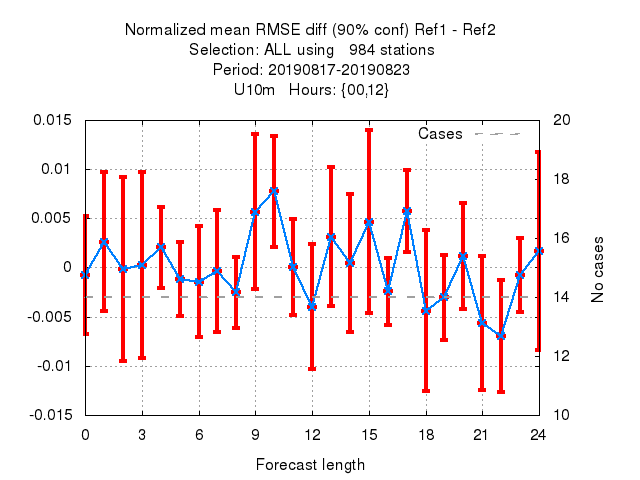 Normalized mean RMSE diff (90% conf) Ref1 - Ref2
Selection: ALL using   984 stations
Period: 20190817-20190823
U10m   Hours: {00,12}
0.015
0.01
0.005
0
-0.005
-0.01
-0.015
Cases
20
18
16
14
12
10
No cases
0 3 6 9 12 15 18 21 24
Forecast length